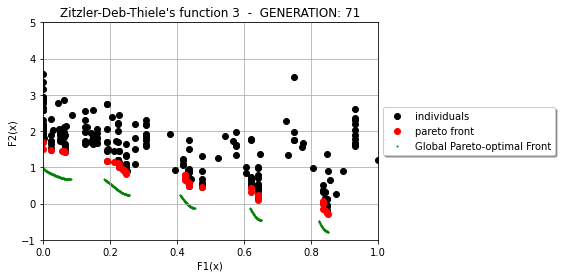 Zitzler-Deb-Thiele's function 3 - GENERATION: 71
5
4
3
2
1
0
−1
F2(x)
0.0 0.2 0.4 0.6 0.8 1.0
F1(x)
individuals
pareto front
Global Pareto-optimal Front